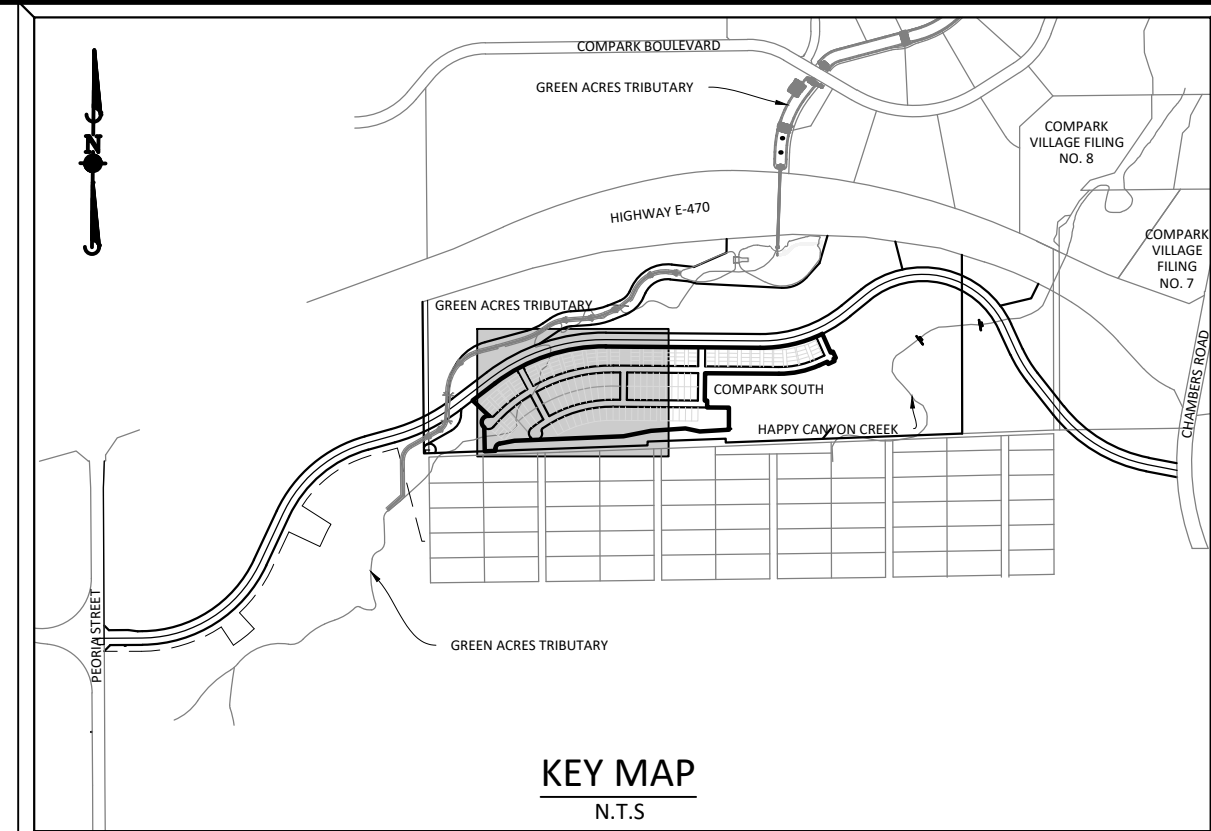 COMPARK BOULEVARD
GREEN ACRES TRIBUTARY
N
COMPARK
VILLAGE FILING
NO. 8
HIGHWAY E-470
COMPARK
VILLAGE
FILING
NO. 7
GREEN ACRES TRIBUTARY
CHAMBERS ROAD
COMPARK SOUTH
HAPPY CANYON CREEK
PEORIA STREET
GREEN ACRES TRIBUTARY
KEY MAP
N.T.S